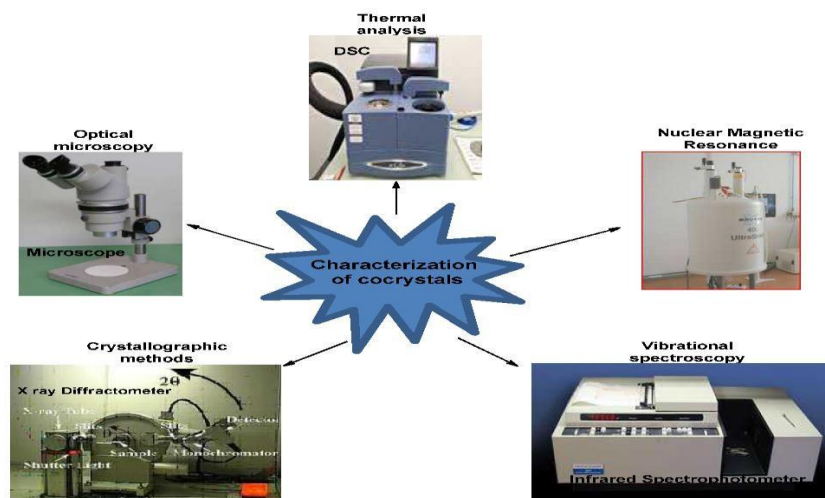 Thermal
analysis
DSC
Optical
microscopy
Microscope
Nuclear Magnetic
Resonance
Characterization
of cocrystals
Crystallographic
methods
X ray Diffractometer
2θ
X-ray Tube
Slits
Slits
Detector
Sample
Monochromator
Shutter Light
Vibrational
spectroscopy
Infrared Spectrophotometer